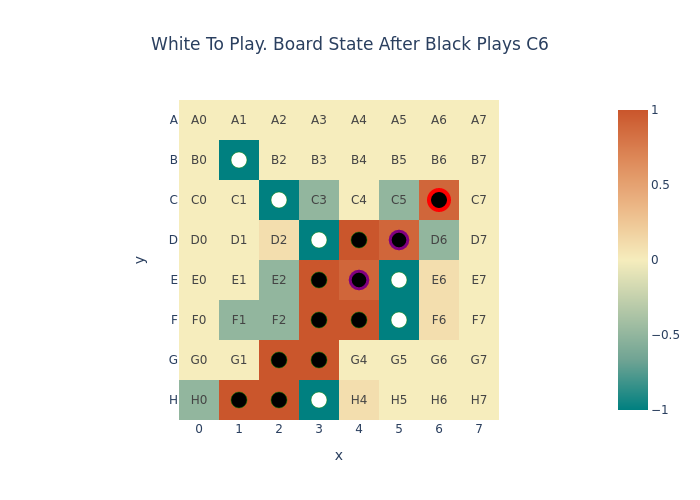 White To Play. Board State After Black Plays C6
A A0 A1 A2 A3 A4 A5 A6 A7
B B0 B2 B3 B4 B5 B6 B7
C C0 C1 C3 C4 C5 C7
D D0 D1 D2 D6 D7
E E0 E1 E2 E6 E7
F F0 F1 F2 F6 F7
G G0 G1 G4 G5 G6 G7
H H0 H4 H5 H6 H7
0 1 2 3 4 5 6 7
x
y
1
0.5
0
−0.5
−1